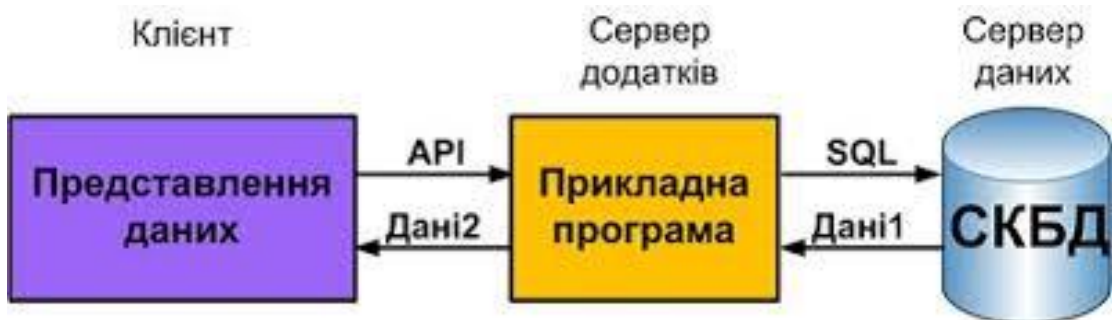 Клієнт
Сервер
додатків
Сервер
даних
Представлення
даних
API
Дані2
Прикладна
програма
SQL
Дані1
СКБД